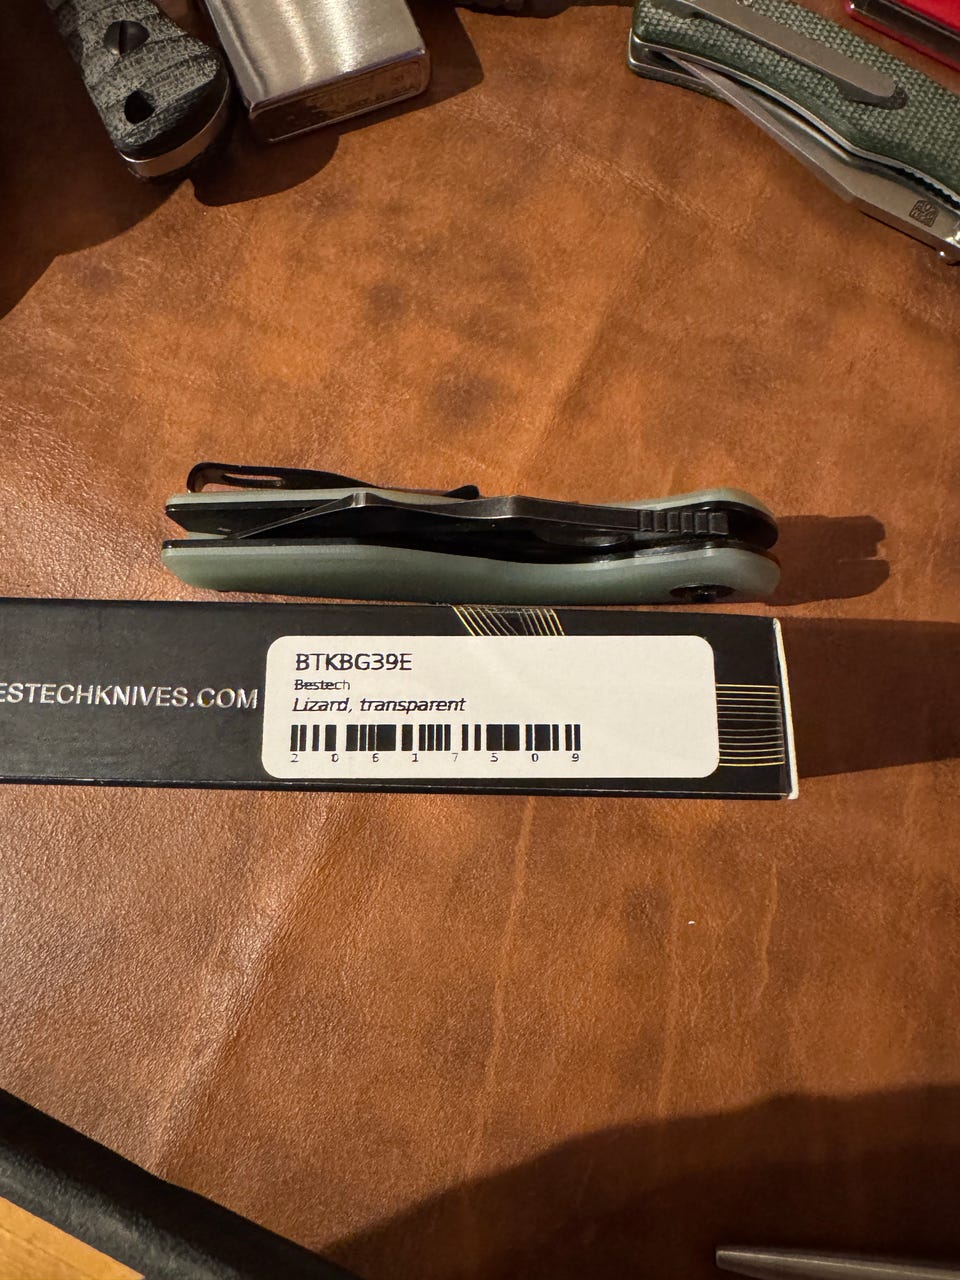 ESTECHKNIVES.COM
BTKBG39E
Bestech
Lizard, transparent
2 0 6 1 7 5 0 9